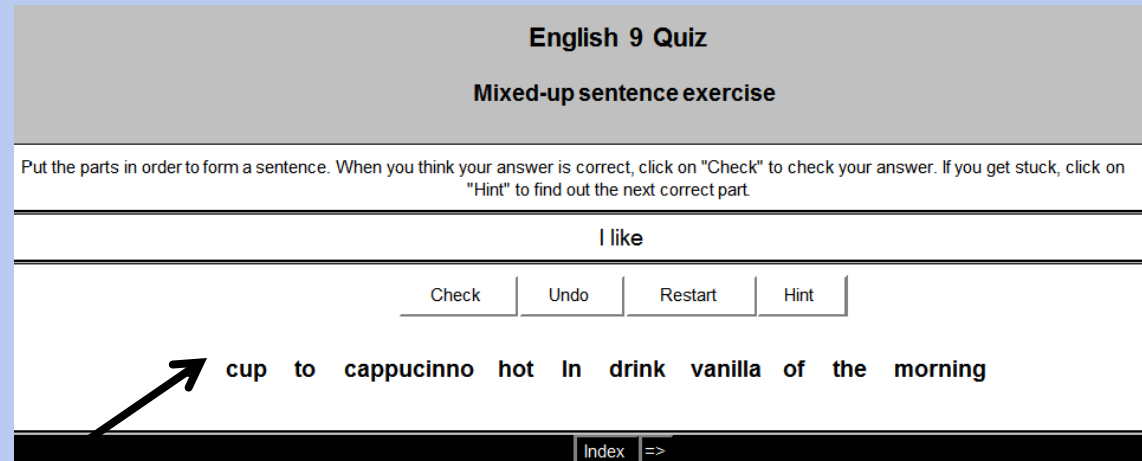 English 9 Quiz
Mixed-up sentence exercise
Put the parts in order to form a sentence. When you think your answer is correct, click on "Check" to check your answer. If you get stuck, click on
"Hint" to find out the next correct part.
I like
Check Undo Restart Hint
cup to cappucinno hot In drink vanilla of the morning
Index =>